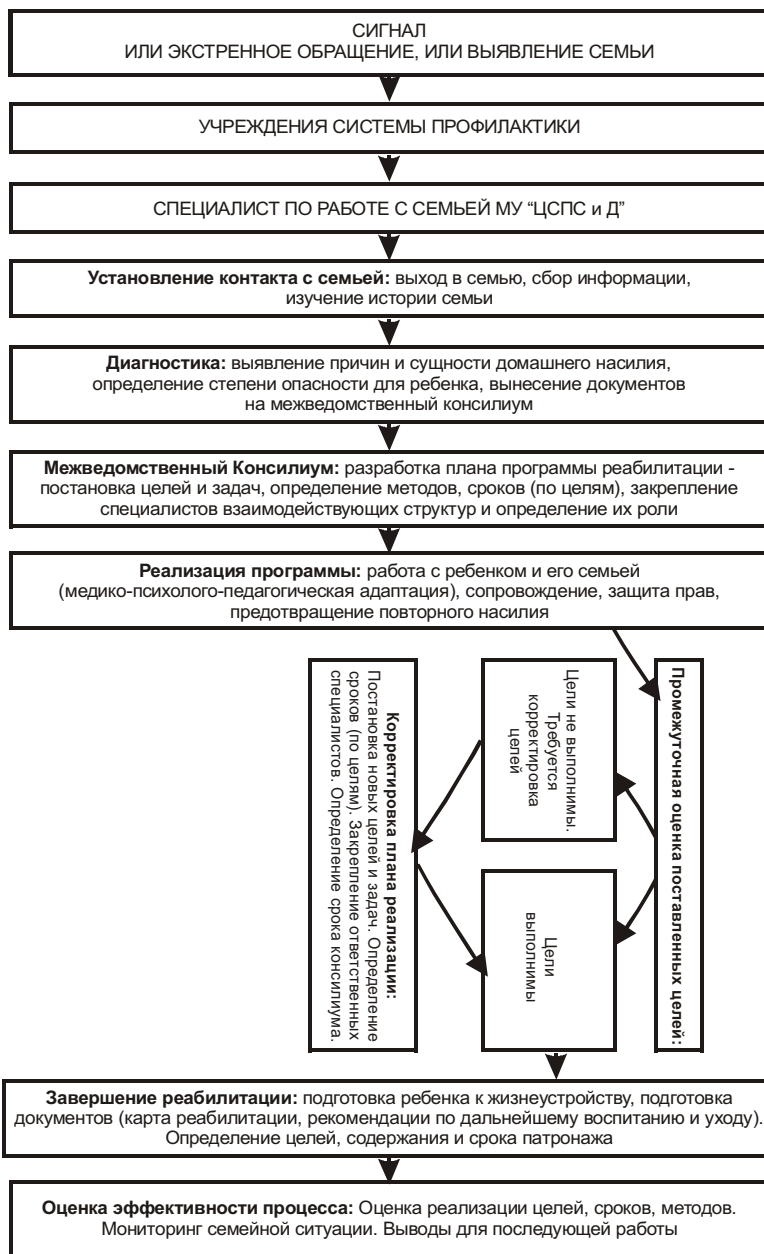 СИГНАЛ
ИЛИ ЭКСТРЕННОЕ ОБРАЩЕНИЕ, ИЛИ ВЫЯВЛЕНИЕ СЕМЬИ
УЧРЕЖДЕНИЯ СИСТЕМЫ ПРОФИЛАКТИКИ
СПЕЦИАЛИСТ ПО РАБОТЕ С СЕМЬЕЙ МУ “ЦСПС и Д”
Установление контакта с семьей: выход в семью, сбор информации,
изучение истории семьи
Диагностика: выявление причин и сущности домашнего насилия,
определение степени опасности для ребенка, вынесение документов
на межведомственный консилиум
Межведомственный Консилиум: разработка плана программы реабилитации -
постановка целей и задач, определение методов, сроков (по целям), закрепление
специалистов взаимодействующих структур и определение их роли
Реализация программы: работа с ребенком и его семьей
(медико-психолого-педагогическая адаптация), сопровождение, защита прав,
предотвращение повторного насилия
Промежуточная оценка поставленных целей:
Цели не выполнимы.
Требуется
корректировка
целей
Цели
выполнимы
Корректировка плана реализации:
Постановка новых целей и задач. Определение
сроков (по целям). Закрепление ответственных
специалистов. Определение срока консилиума.
Завершение реабилитации: подготовка ребенка к жизнеустройству, подготовка
документов (карта реабилитации, рекомендации по дальнейшему воспитанию и уходу).
Определение целей, содержания и срока патронажа
Оценка эффективности процесса: Оценка реализации целей, сроков, методов.
Мониторинг семейной ситуации. Выводы для последующей работы